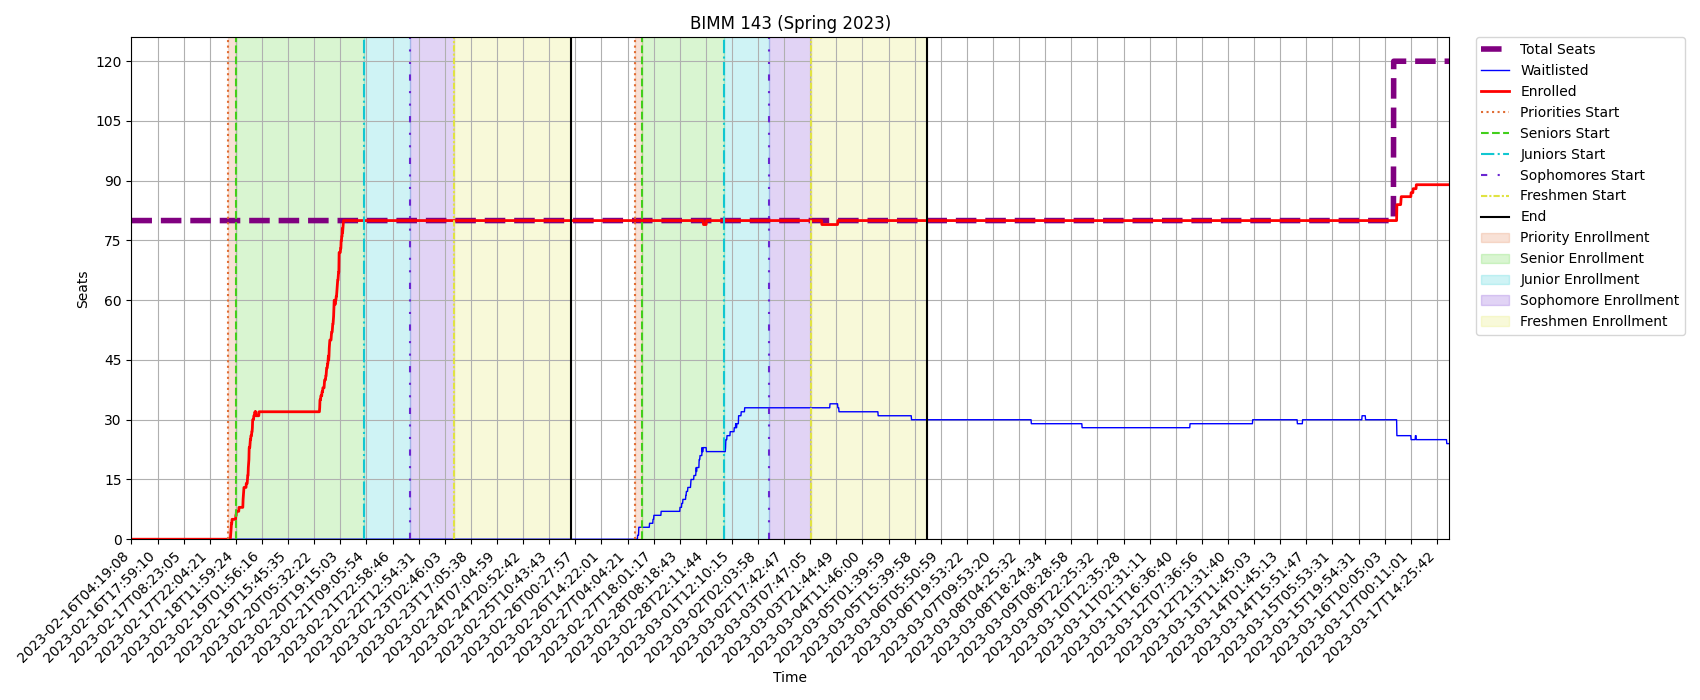 BIMM 143 (Spring 2023)
Total Seats
Waitlisted
Enrolled
Priorities Start
Seniors Start
Juniors Start
Sophomores Start
Freshmen Start
End
Priority Enrollment
Senior Enrollment
Junior Enrollment
Sophomore Enrollment
Freshmen Enrollment
Seats
120
105
90
75
60
45
30
15
0
2023-02-16T04:19:08
2023-02-16T17:59:10
2023-02-17T08:23:05
2023-02-17T22:04:21
2023-02-18T11:59:24
2023-02-19T01:56:16
2023-02-19T15:45:35
2023-02-20T05:32:22
2023-02-20T19:15:03
2023-02-21T09:05:54
2023-02-21T22:58:46
2023-02-22T12:54:31
2023-02-23T02:46:03
2023-02-23T17:05:38
2023-02-24T07:04:59
2023-02-24T20:52:42
2023-02-25T10:43:43
2023-02-26T00:27:57
2023-02-26T14:22:01
2023-02-27T04:04:21
2023-02-27T18:01:17
2023-02-28T08:18:43
2023-02-28T22:11:44
2023-03-01T12:10:15
2023-03-02T02:03:58
2023-03-02T17:42:47
2023-03-03T07:47:05
2023-03-03T21:44:49
2023-03-04T11:46:00
2023-03-05T01:39:59
2023-03-05T15:39:58
2023-03-06T05:50:59
2023-03-06T19:53:22
2023-03-07T09:53:20
2023-03-08T04:25:32
2023-03-08T18:24:34
2023-03-09T08:28:58
2023-03-09T22:25:32
2023-03-10T12:35:28
2023-03-11T02:31:11
2023-03-11T16:36:40
2023-03-12T07:36:56
2023-03-12T21:31:40
2023-03-13T11:45:03
2023-03-14T01:45:13
2023-03-14T15:51:47
2023-03-15T05:53:31
2023-03-15T19:54:31
2023-03-16T10:05:03
2023-03-17T00:11:01
2023-03-17T14:25:42
Time